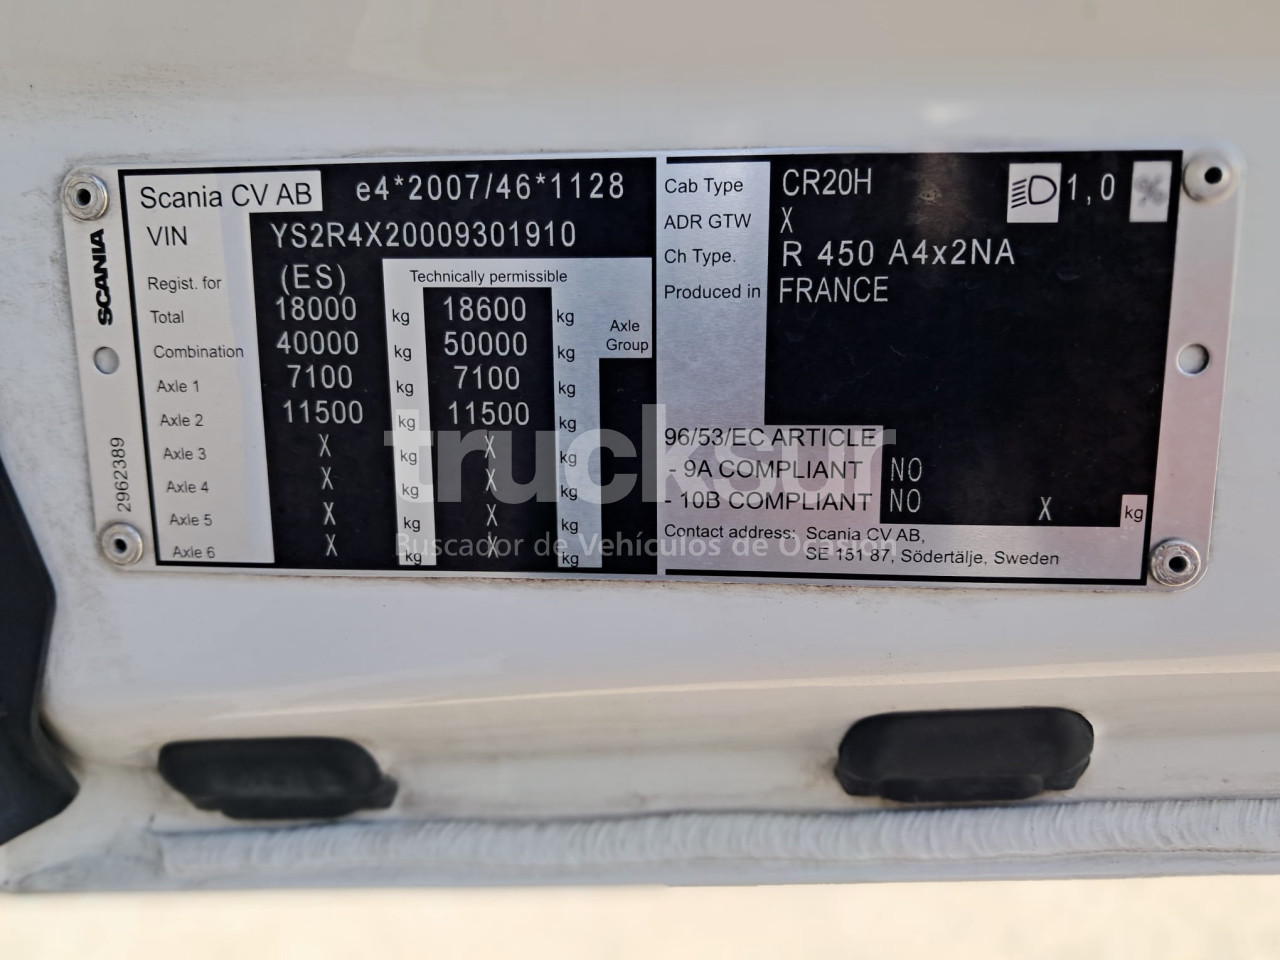 Scania CV AB e4*2007/46*1128
VIN YS2R4X20009301910
Regist. for (ES) Technically permissible
Total 18000 kg 18600 kg Axle Group
Combination 40000 kg 50000 kg
Axle 1 7100 kg 7100 kg
Axle 2 11500 kg 11500 kg
Axle 3 X kg X kg
Axle 4 X kg X kg
Axle 5 X kg X kg
Axle 6 X kg X kg
SCANIA
2962389
Cab Type CR20H 1,0 %
ADR GTW X
Ch Type. R 450 A4x2NA
Produced in FRANCE
96/53/EC ARTICLE
- 9A COMPLIANT NO
- 10B COMPLIANT NO X kg
Contact address: Scania CV AB,
SE 151 87, Södertälje, Sweden
trucksur
Buscador de Vehículos de Ocasión